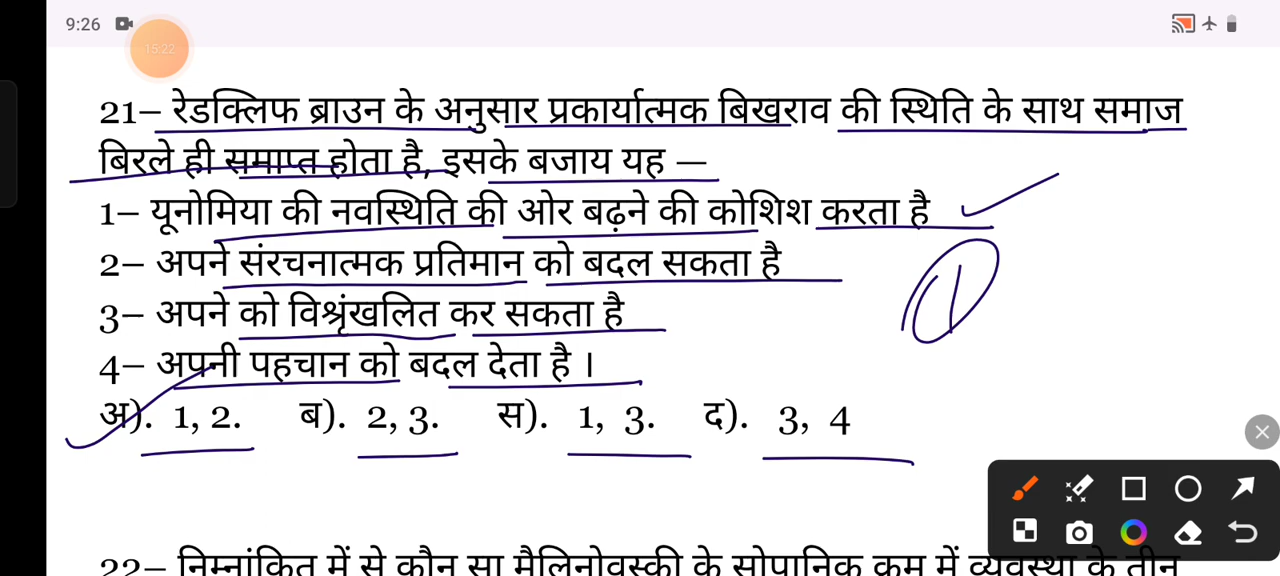 9:26
15:22
21– रेडक्लिफ ब्राउन के अनुसार प्रकार्यात्मक बिखराव की स्थिति के साथ समाज
बिरले ही समाप्त होता है, इसके बजाय यह —
1– यूनोमिया की नवस्थिति की ओर बढ़ने की कोशिश करता है
2– अपने संरचनात्मक प्रतिमान को बदल सकता है
3– अपने को विश्रृंखलित कर सकता है
4– अपनी पहचान को बदल देता है ।
अ). 1, 2. ब). 2, 3. स). 1, 3. द). 3, 4
22– निम्नांकित में से कौन सा मैलिनोवस्की के सोपानिक क्रम में व्यवस्था के तीन